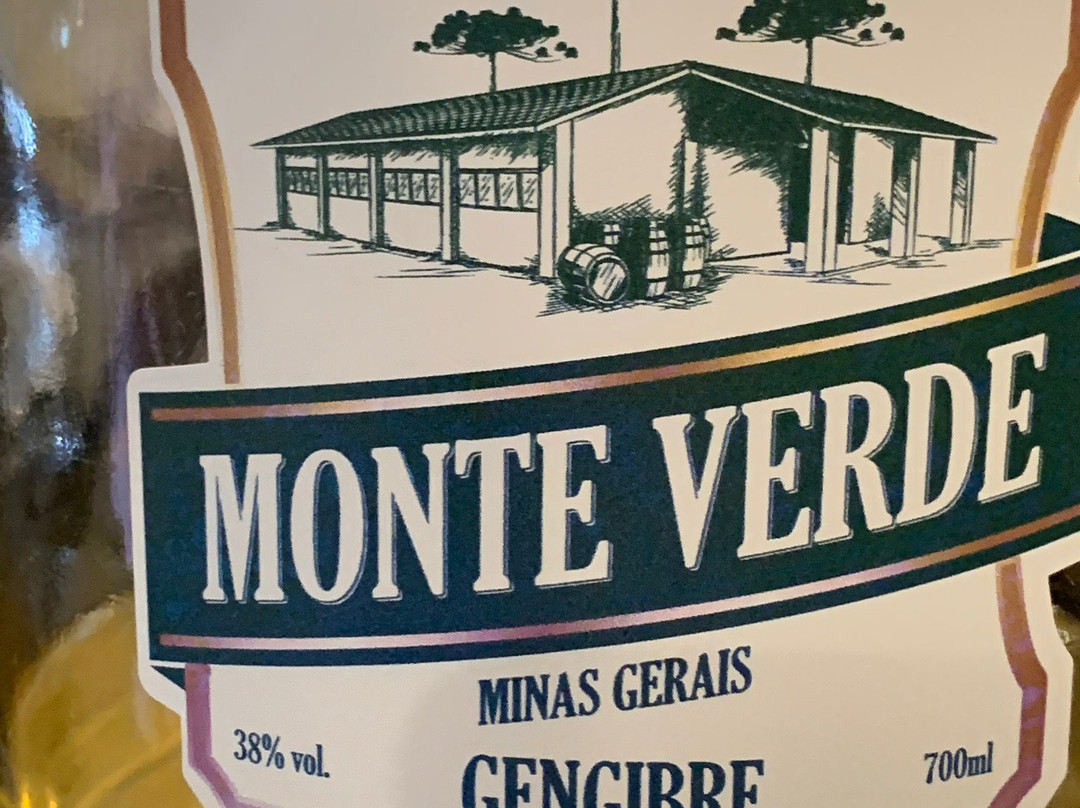 MONTE VERDE
MINAS GERAIS
38% vol.
700ml
GENGIBRE